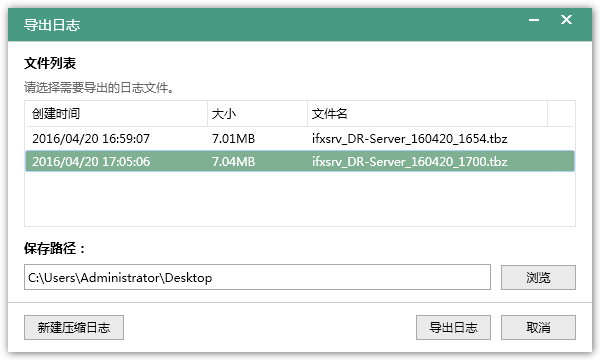 导出日志
文件列表
请选择需要导出的日志文件。
创建时间 大小 文件名
2016/04/20 16:59:07 7.01MB ifxsrv_DR-Server_160420_1654.tbz
2016/04/20 17:05:06 7.04MB ifxsrv_DR-Server_160420_1700.tbz
保存路径：
C:\Users\Administrator\Desktop 浏览
新建压缩日志 导出日志 取消